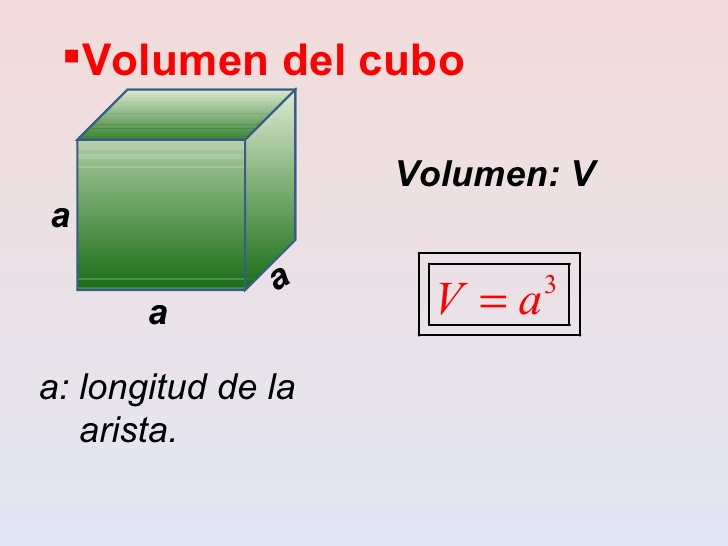 ▪Volumen del cubo
Volumen: V
a
a
a
V = a³
a: longitud de la
arista.